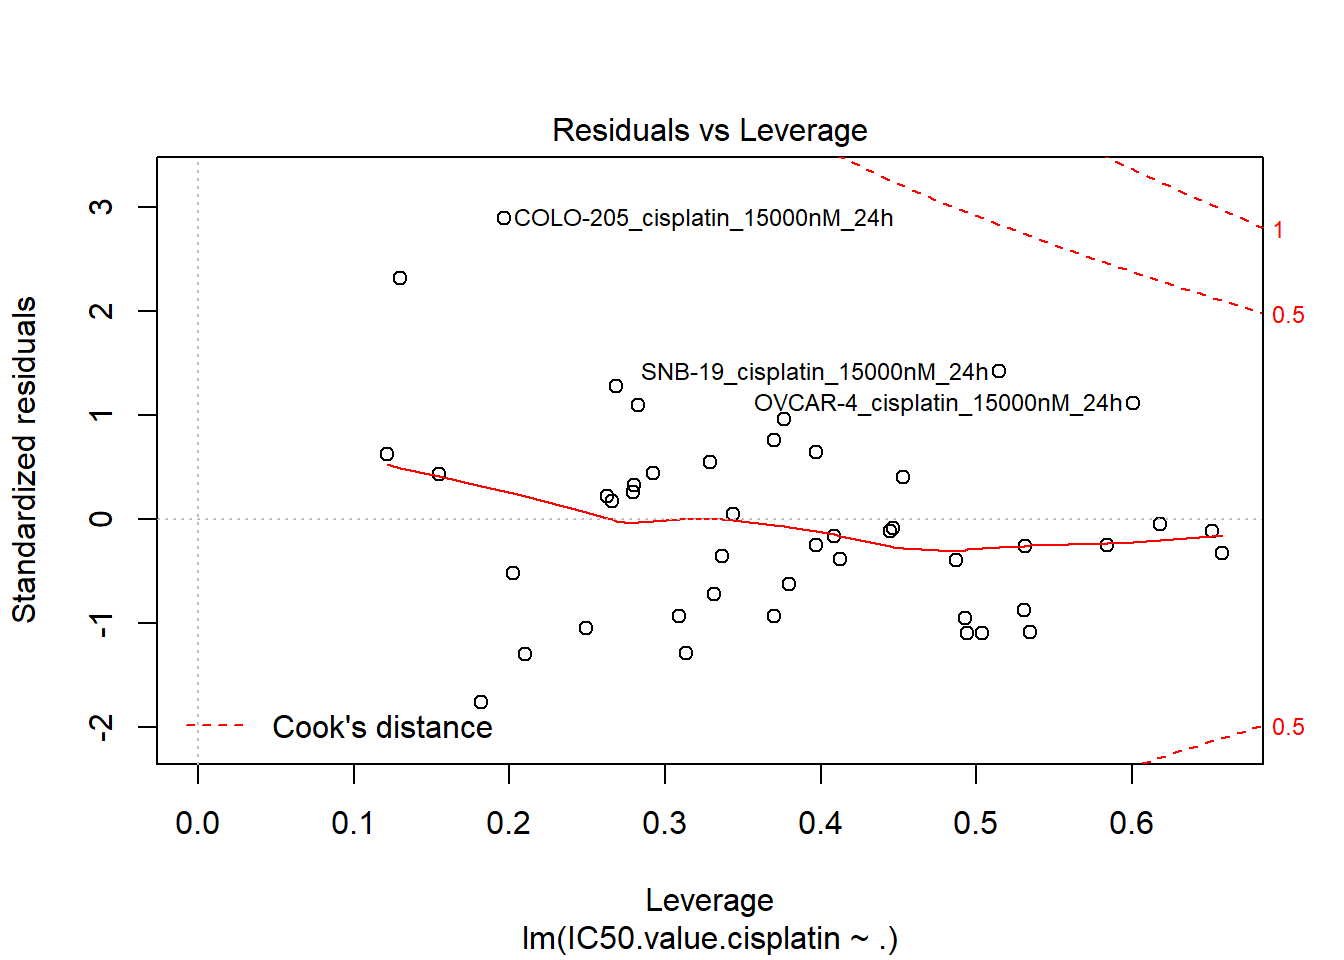 Residuals vs Leverage
Standardized residuals
3
2
1
0
-1
-2
COLO-205_cisplatin_15000nM_24h
SNB-19_cisplatin_15000nM_24h
OVCAR-4_cisplatin_15000nM_24h
1
0.5
0.5
Cook's distance
0.0 0.1 0.2 0.3 0.4 0.5 0.6
Leverage
lm(IC50.value.cisplatin ~ .)